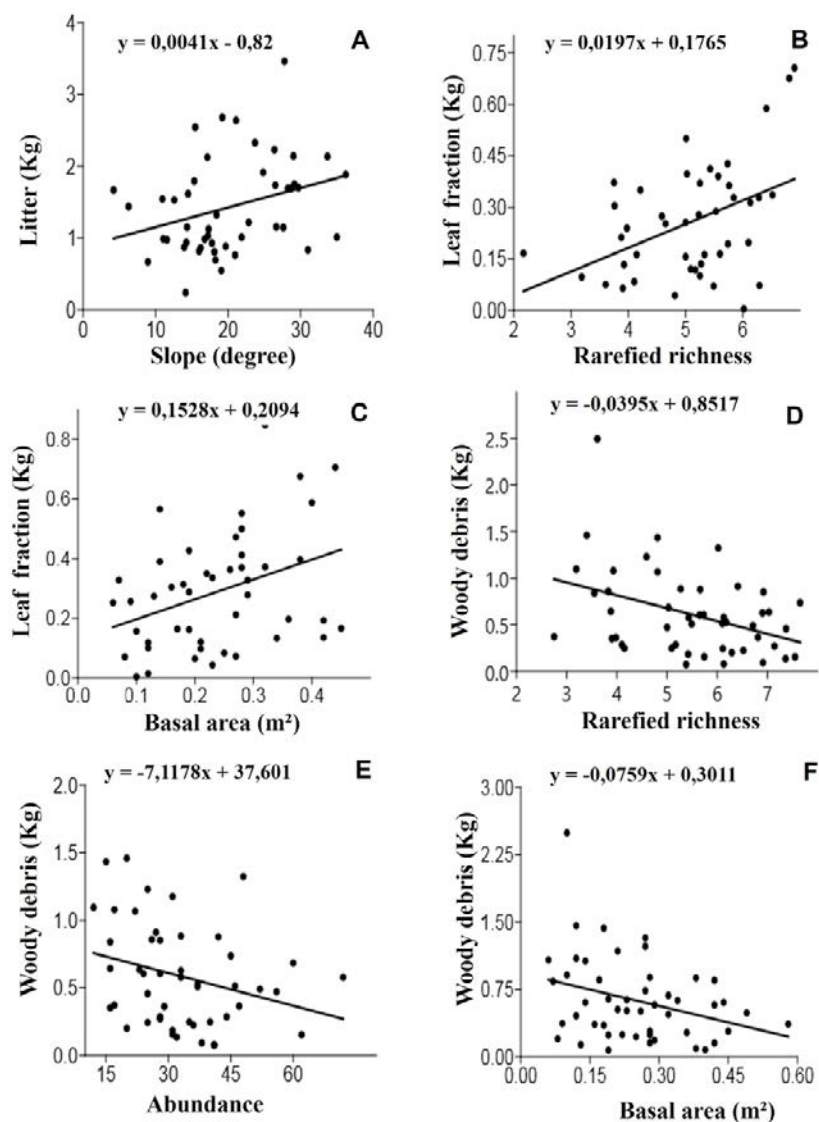 y = 0,0041x - 0,82
A
4
3
2
1
0
Litter (Kg)
0
10
20
30
40
Slope (degree)
y = 0,0197x + 0,1765
B
0.75
0.60
0.45
0.30
0.15
0.00
Leaf fraction (Kg)
2
3
4
5
6
Rarefied richness
y = 0,1528x + 0,2094
C
0.8
0.6
0.4
0.2
0.0
Leaf fraction (Kg)
0.0
0.1
0.2
0.3
0.4
Basal area (m²)
y = -0,0395x + 0,8517
D
2.5
2.0
1.5
1.0
0.5
0.0
Woody debris (Kg)
2
3
4
5
6
7
Rarefied richness
y = -7,1178x + 37,601
E
2.0
1.5
1.0
0.5
0.0
Woody debris (Kg)
15
30
45
60
Abundance
y = -0,0759x + 0,3011
F
3.00
2.25
1.50
0.75
0.00
Woody debris (Kg)
0.00
0.15
0.30
0.45
0.60
Basal area (m²)